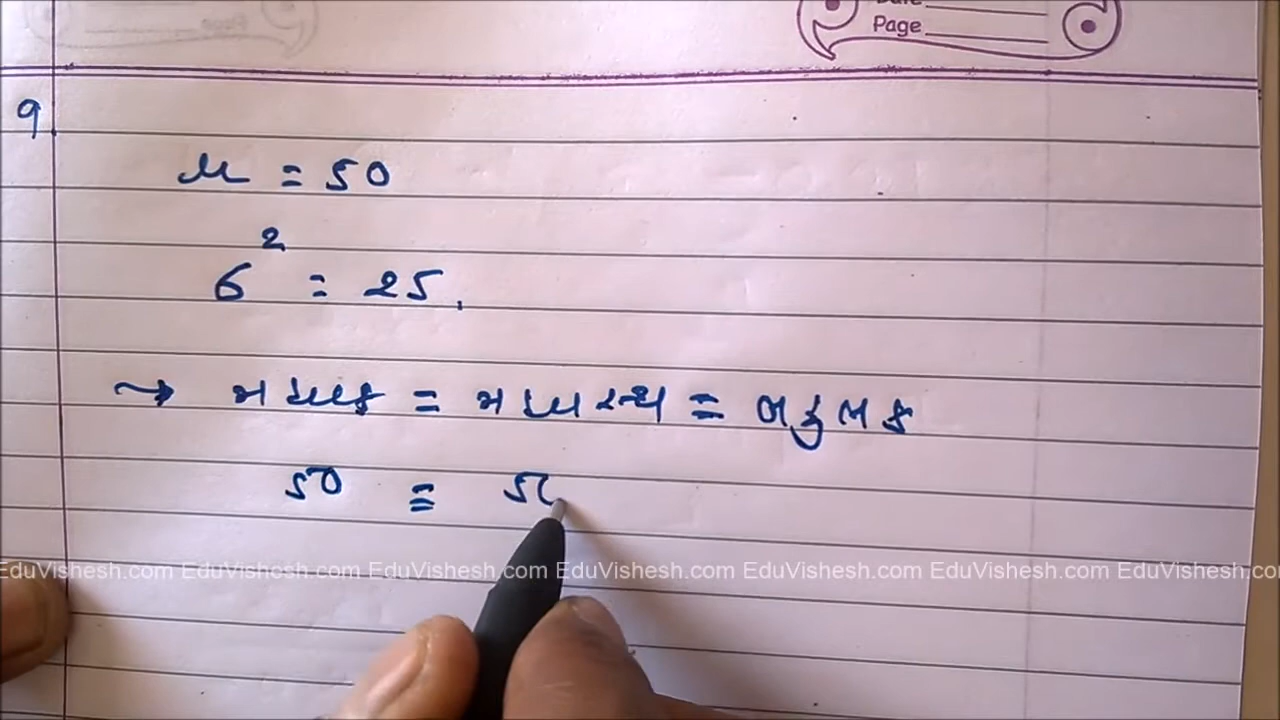 Page
9
μ = 50
σ² = 25.
→ મધ્યક = મધ્યસ્થ = બહુલક
50 = 5
EduVishesh.com EduVishesh.com EduVishesh.com EduVishesh.com EduVishesh.com EduVishesh.com EduVishesh.com